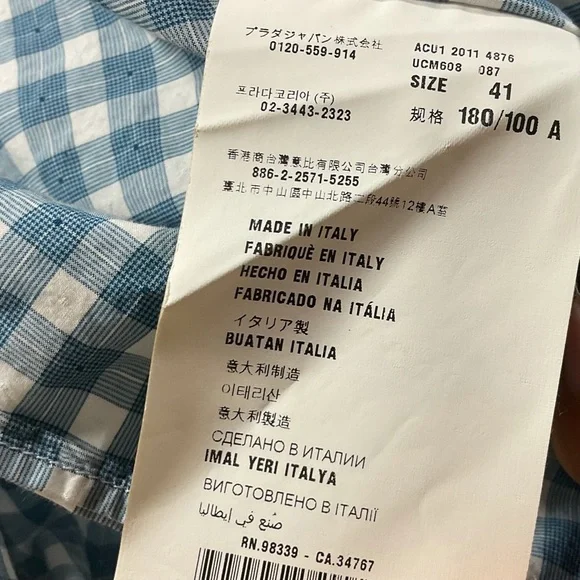 プラダジャパン株式会社
0120-559-914
ACU1 2011 4876
UCM608 087
SIZE 41
프라다코리아 (주)
02-3443-2323
规格 180/100 A
香港商台灣意比有限公司台灣分公司
886-2-2571-5255
臺北市中山區中山北路二段44號12樓A室
MADE IN ITALY
FABRIQUÈ EN ITALY
HECHO EN ITALIA
FABRICADO NA ITÁLIA
イタリア製
BUATAN ITALIA
意大利制造
이태리산
意大利製造
СДЕЛАНО В ИТАЛИИ
IMAL YERI ITALYA
ВИГОТОВЛЕНО В ІТАЛІЇ
صنع في إيطاليا
RN.98339 - CA.34767